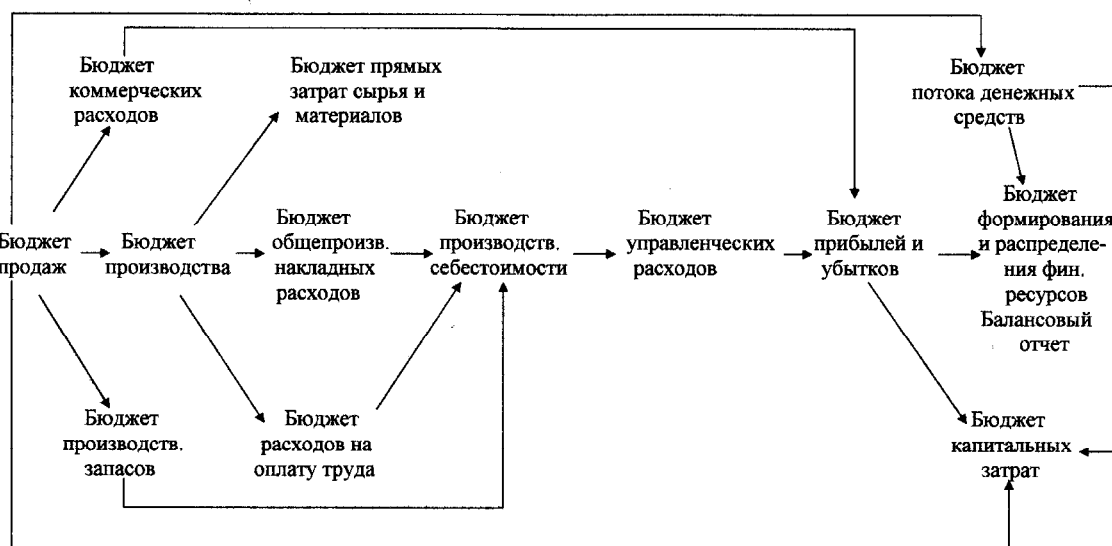 Бюджет
коммерческих
расходов
Бюджет прямых
затрат сырья и
материалов
Бюджет
потока денежных
средств
Бюджет
продаж
Бюджет
производства
Бюджет
общепроизв.
накладных
расходов
Бюджет
производств.
себестоимости
Бюджет
управленческих
расходов
Бюджет
прибылей и
убытков
Бюджет
формирования
и распределе-
ния фин.
ресурсов
Балансовый
отчет
Бюджет
производств.
запасов
Бюджет
расходов на
оплату труда
Бюджет
капитальных
затрат